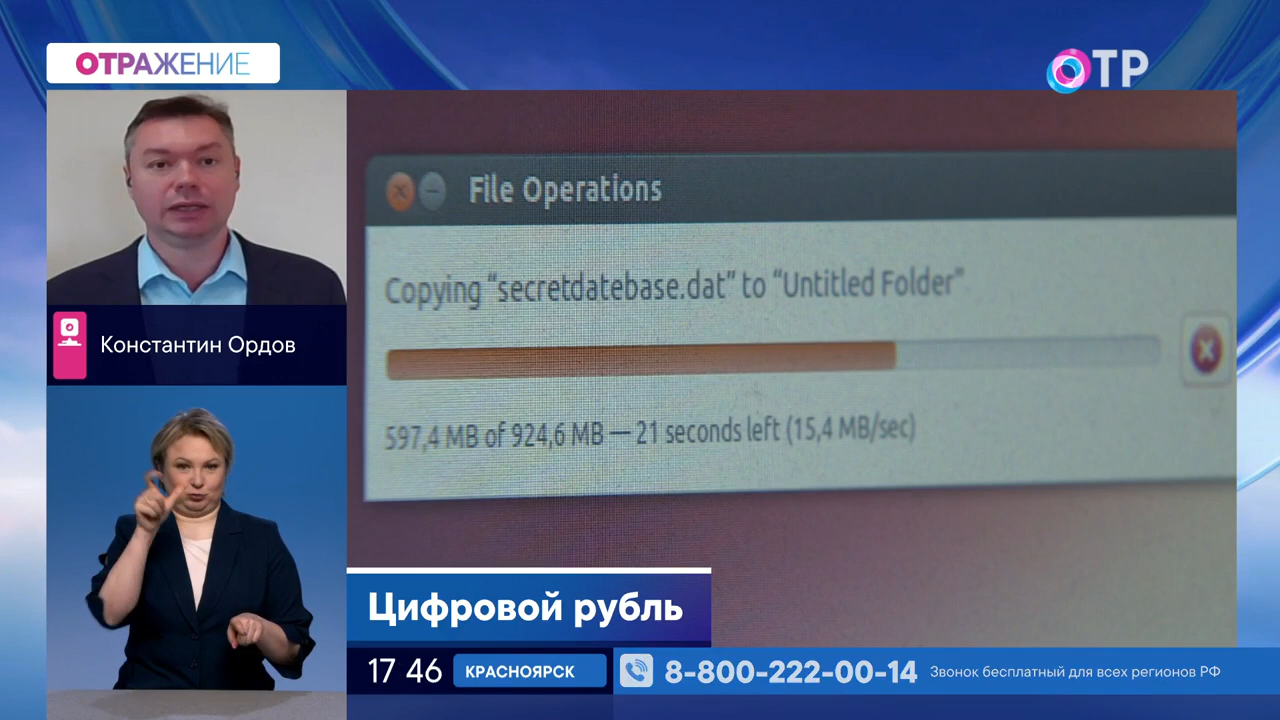 ОТРАЖЕНИЕ
ОТР
File Operations
Copying “secretdatebase.dat” to “Untitled Folder”
597,4 MB of 924,6 MB — 21 seconds left (15,4 MB/sec)
Константин Ордов
Цифровой рубль
17 46 КРАСНОЯРСК 8-800-222-00-14 Звонок бесплатный для всех регионов РФ